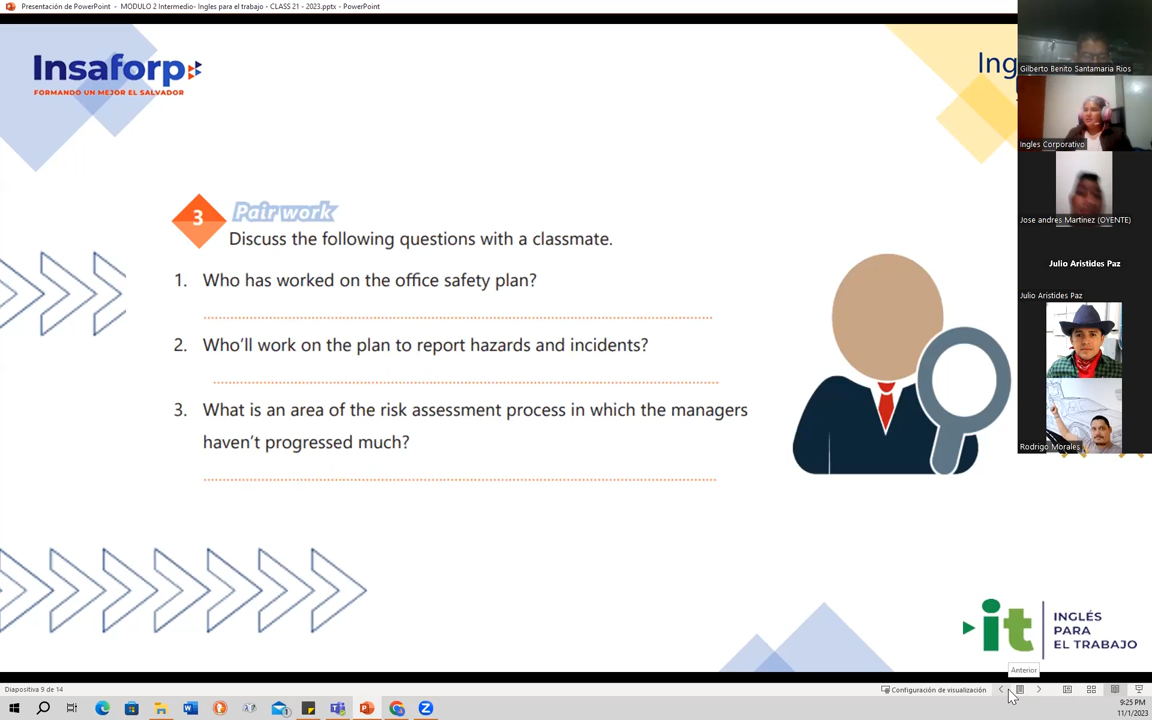 Presentación de PowerPoint - MODULO 2 Intermedio- Ingles para el trabajo - CLASS 21 - 2023.pptx - PowerPoint
Insaforp
FORMANDO UN MEJOR EL SALVADOR
Ing
Gilberto Benito Santamaria Rios
Ingles Corporativo
Jose andres Martinez (OYENTE)
Julio Aristides Paz
Julio Aristides Paz
Rodrigo Morales
3
Pair work
Discuss the following questions with a classmate.
1. Who has worked on the office safety plan?
2. Who'll work on the plan to report hazards and incidents?
3. What is an area of the risk assessment process in which the managers
haven't progressed much?
it
INGLÉS
PARA
EL TRABAJO
Anterior
Diapositiva 9 de 14
Configuración de visualización
9:25 PM
11/1/2023